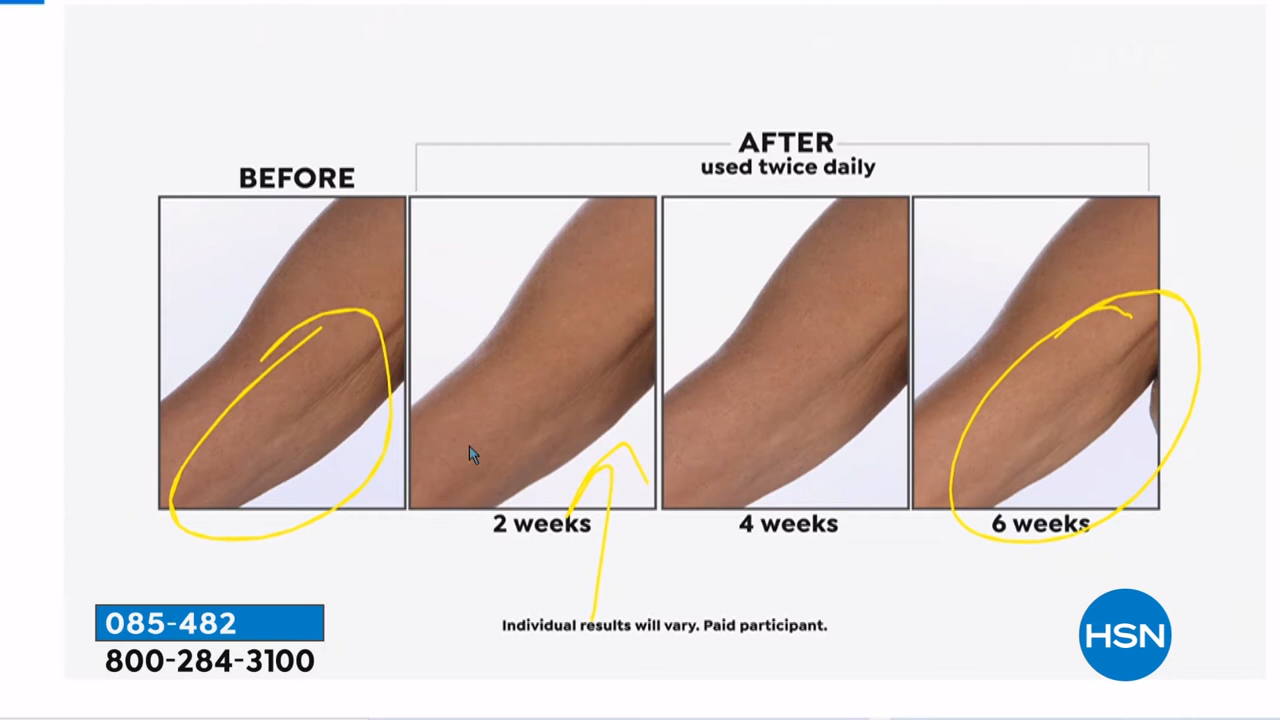 LIVE
BEFORE
AFTER
used twice daily
2 weeks
4 weeks
6 weeks
Individual results will vary. Paid participant.
085-482
800-284-3100
HSN